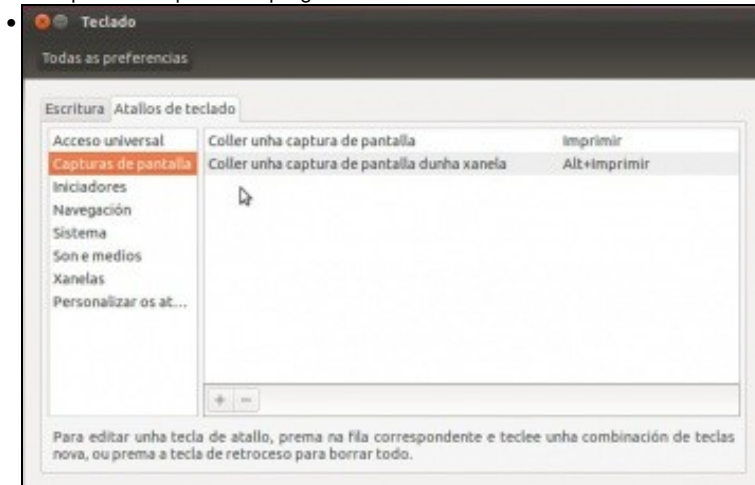 Teclado
Todas as preferencias
Escritura Atallos de teclado
Acceso universal
Capturas de pantalla
Iniciadores
Navegación
Sistema
Son e medios
Xanelas
Personalizar os at...
Coller unha captura de pantalla Imprimir
Coller unha captura de pantalla dunha xanela Alt+Imprimir
Para editar unha tecla de atallo, prema na fila correspondente e teclee unha combinación de teclas
nova, ou prema a tecla de retroceso para borrar todo.